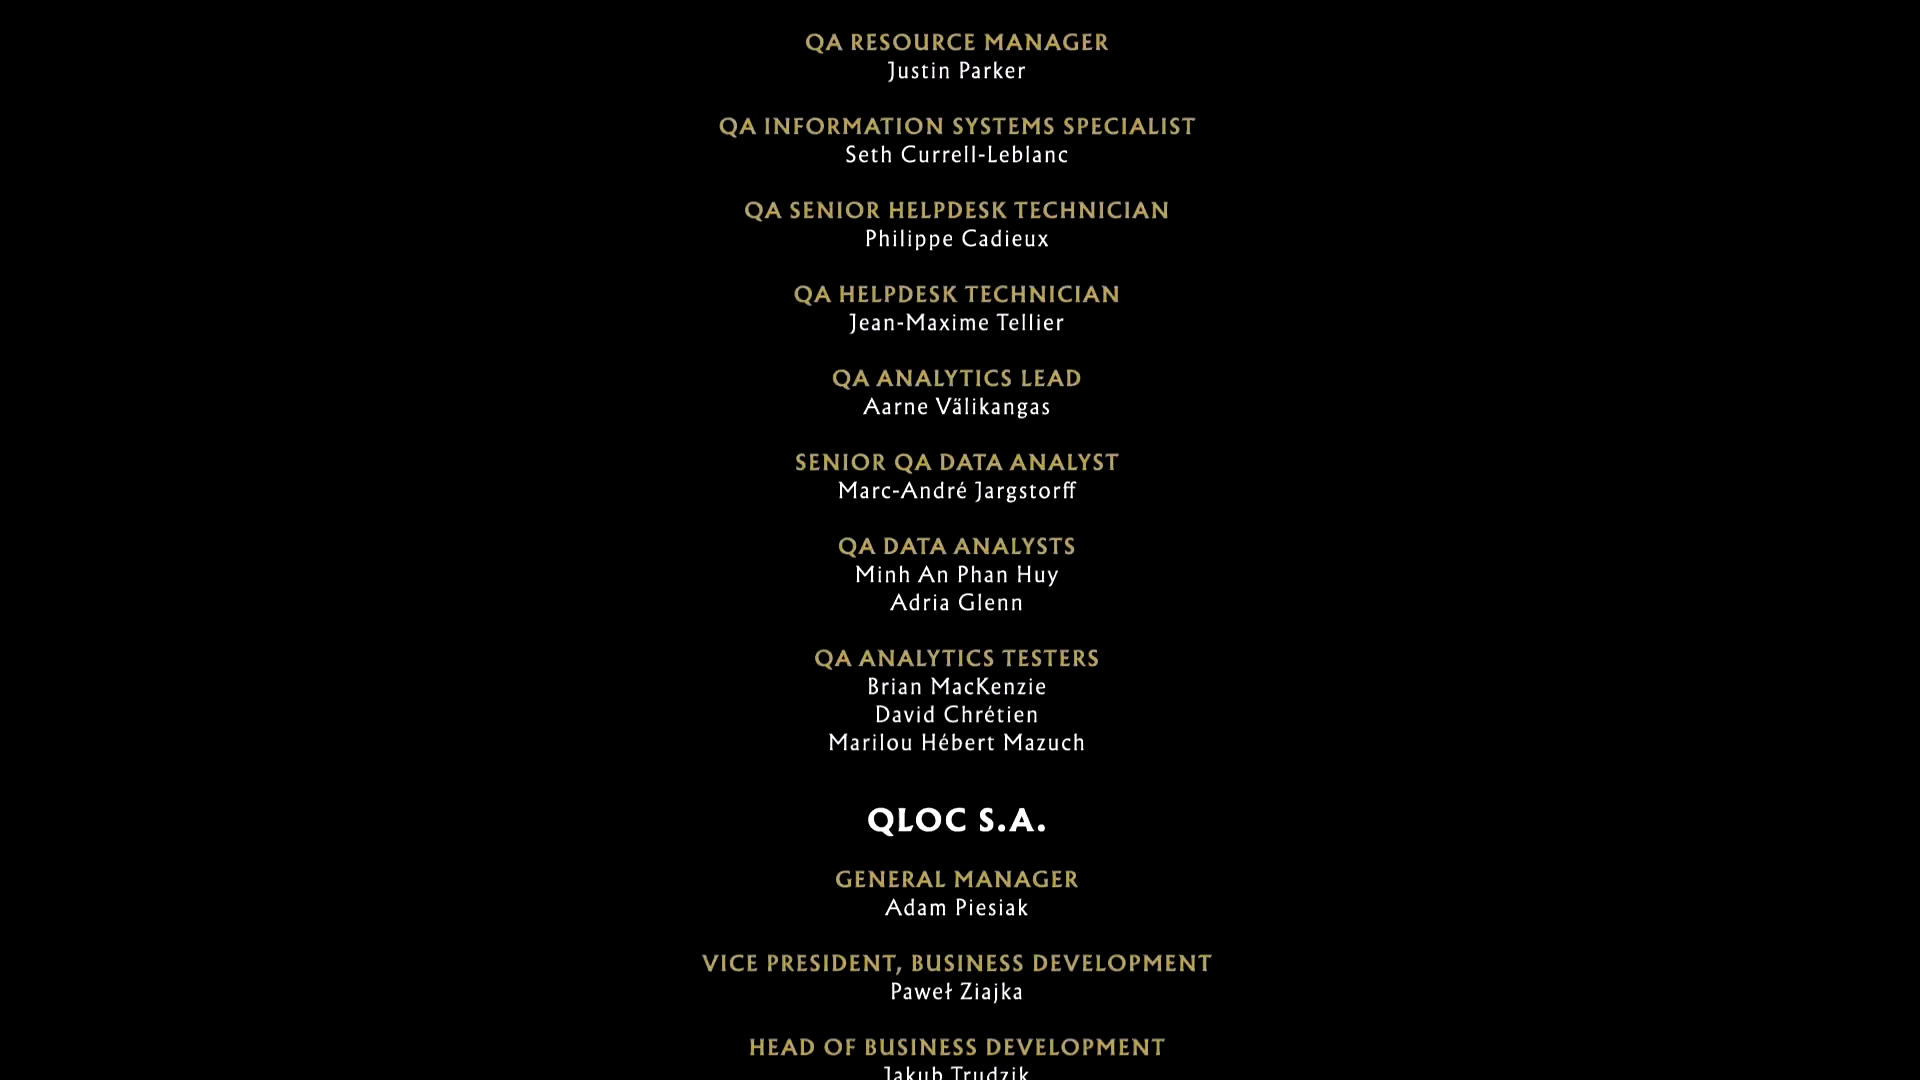 QA RESOURCE MANAGER
Justin Parker
QA INFORMATION SYSTEMS SPECIALIST
Seth Currell-Leblanc
QA SENIOR HELPDESK TECHNICIAN
Philippe Cadieux
QA HELPDESK TECHNICIAN
Jean-Maxime Tellier
QA ANALYTICS LEAD
Aarne Välikangas
SENIOR QA DATA ANALYST
Marc-André Jargstorff
QA DATA ANALYSTS
Minh An Phan Huy
Adria Glenn
QA ANALYTICS TESTERS
Brian MacKenzie
David Chrétien
Marilou Hébert Mazuch
QLOC S.A.
GENERAL MANAGER
Adam Piesiak
VICE PRESIDENT, BUSINESS DEVELOPMENT
Paweł Ziajka
HEAD OF BUSINESS DEVELOPMENT
Jakub Trudzik